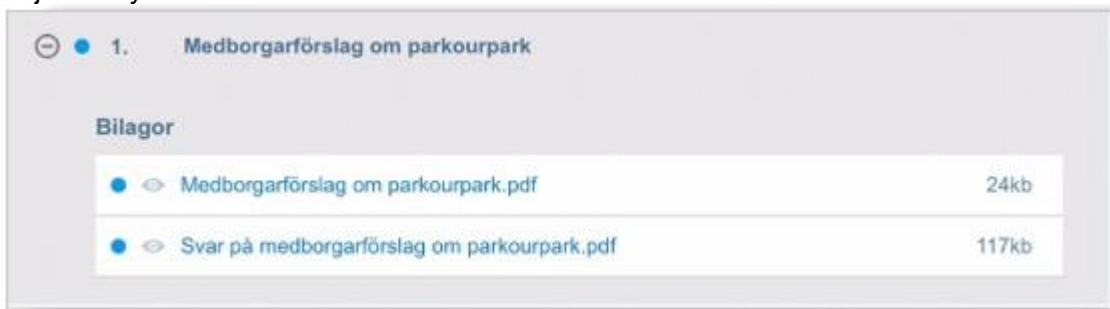 1. Medborgarförslag om parkourpark
Bilagor
Medborgarförslag om parkourpark.pdf 24kb
Svar på medborgarförslag om parkourpark.pdf 117kb